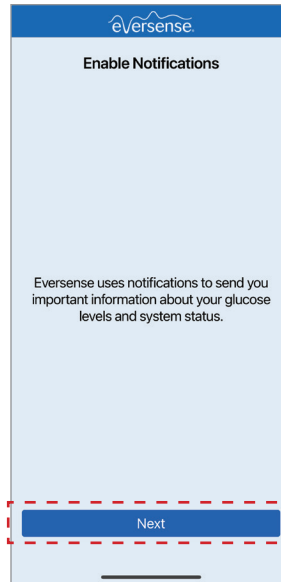 eversense.
Enable Notifications
Eversense uses notifications to send you
important information about your glucose
levels and system status.
Next